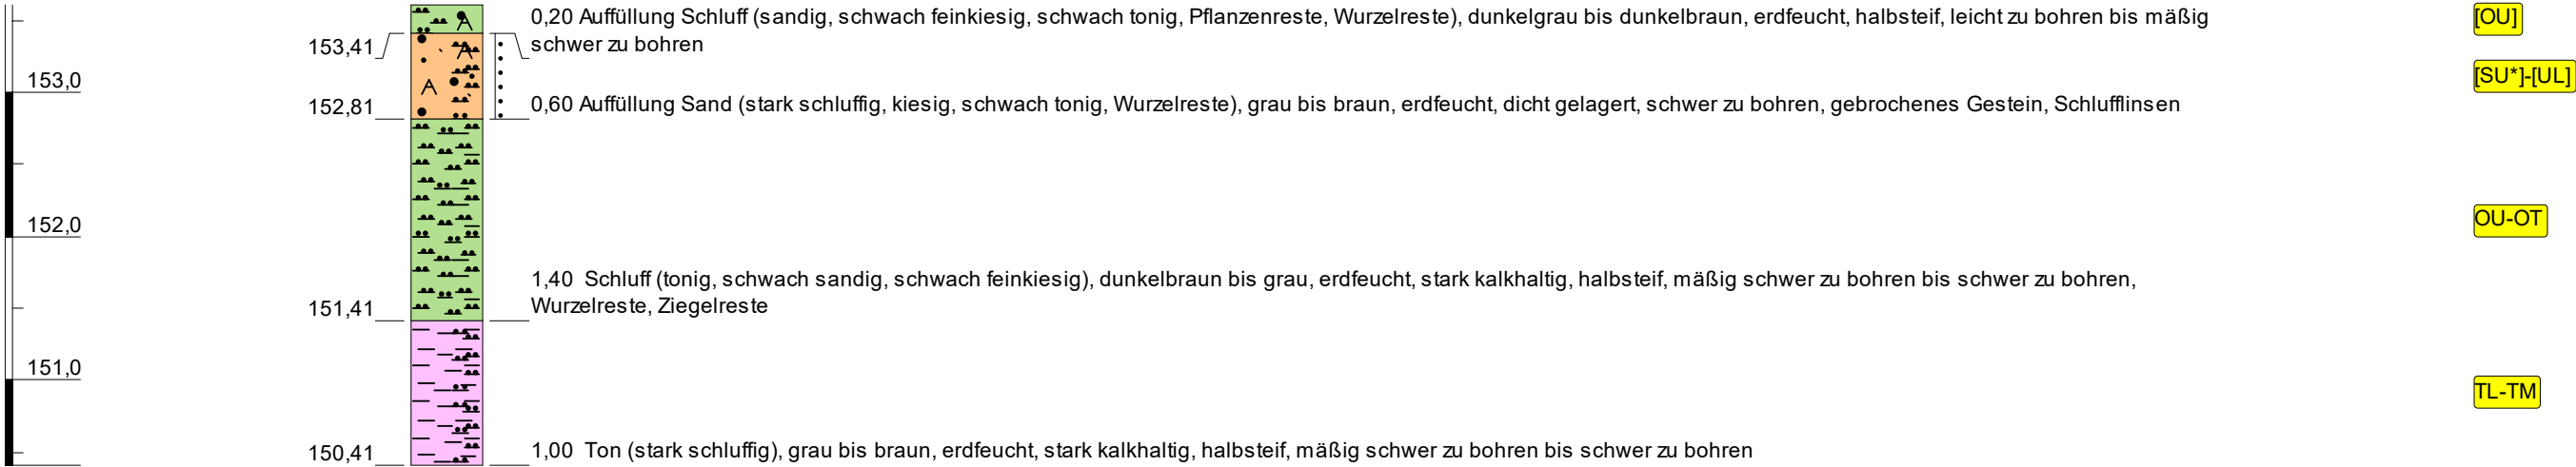 0,20 Auffüllung Schluff (sandig, schwach feinkiesig, schwach tonig, Pflanzenreste, Wurzelreste), dunkelgrau bis dunkelbraun, erdfeucht, halbsteif, leicht zu bohren bis mäßig
[OU]
153,41
schwer zu bohren
153,0
[SU*]-[UL]
152,81
0,60 Auffüllung Sand (stark schluffig, kiesig, schwach tonig, Wurzelreste), grau bis braun, erdfeucht, dicht gelagert, schwer zu bohren, gebrochenes Gestein, Schlufflinsen
152,0
OU-OT
1,40 Schluff (tonig, schwach sandig, schwach feinkiesig), dunkelbraun bis grau, erdfeucht, stark kalkhaltig, halbsteif, mäßig schwer zu bohren bis schwer zu bohren,
151,41
Wurzelreste, Ziegelreste
151,0
TL-TM
150,41
1,00 Ton (stark schluffig), grau bis braun, erdfeucht, stark kalkhaltig, halbsteif, mäßig schwer zu bohren bis schwer zu bohren